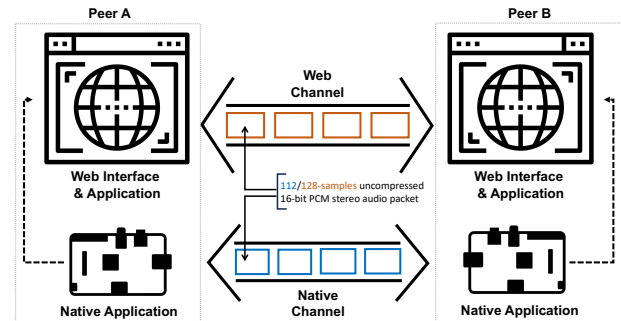 Peer A
Peer B
Web
Channel
Web Interface
& Application
Web Interface
& Application
112/128-samples uncompressed
16-bit PCM stereo audio packet
Native Application
Native
Channel
Native Application